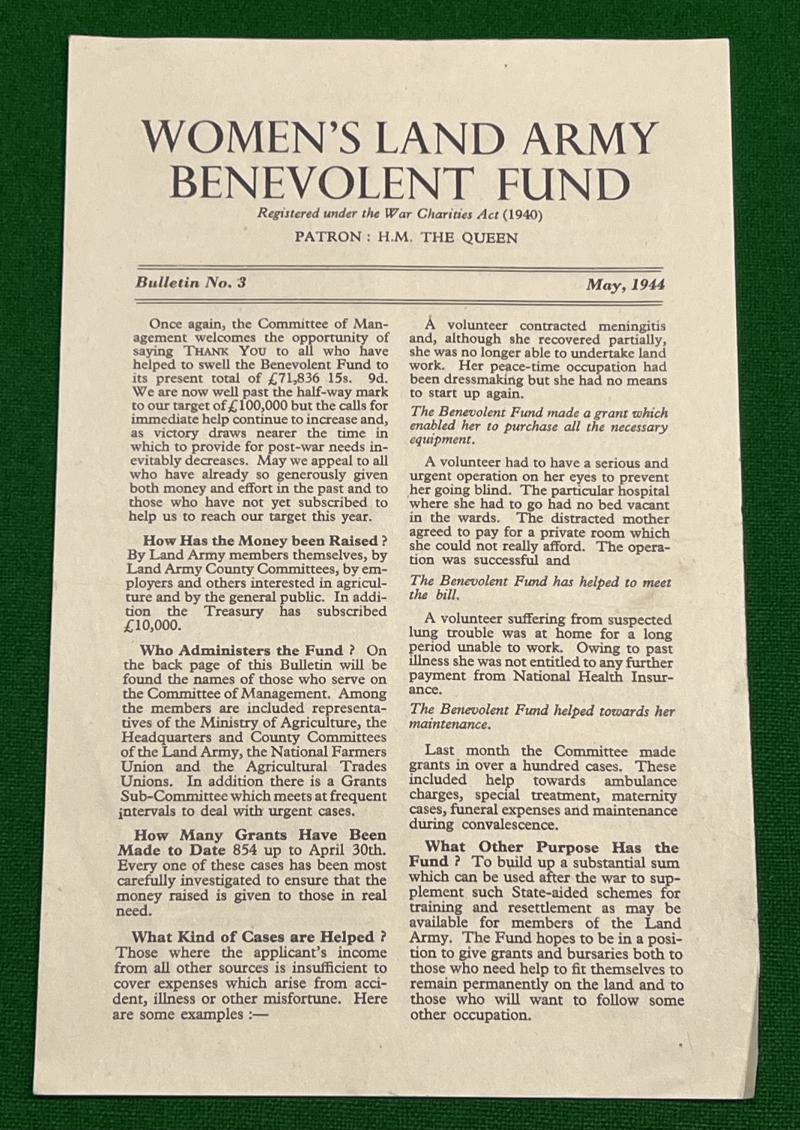 WOMEN'S LAND ARMY
BENEVOLENT FUND
Registered under the War Charities Act (1940)
PATRON : H.M. THE QUEEN
Bulletin No. 3
May, 1944
Once again, the Committee of Man-
agement welcomes the opportunity of
saying THANK YOU to all who have
helped to swell the Benevolent Fund to
its present total of £71,836 15s. 9d.
We are now well past the half-way mark
to our target of £100,000 but the calls for
immediate help continue to increase and,
as victory draws nearer the time in
which to provide for post-war needs in-
evitably decreases. May we appeal to all
who have already so generously given
both money and effort in the past and to
those who have not yet subscribed to
help us to reach our target this year.
How Has the Money been Raised ?
By Land Army members themselves, by
Land Army County Committees, by em-
ployers and others interested in agricul-
ture and by the general public. In addi-
tion the Treasury has subscribed
£10,000.
Who Administers the Fund ? On
the back page of this Bulletin will be
found the names of those who serve on
the Committee of Management. Among
the members are included representa-
tives of the Ministry of Agriculture, the
Headquarters and County Committees
of the Land Army, the National Farmers
Union and the Agricultural Trades
Unions. In addition there is a Grants
Sub-Committee which meets at frequent
intervals to deal with urgent cases.
How Many Grants Have Been
Made to Date 854 up to April 30th.
Every one of these cases has been most
carefully investigated to ensure that the
money raised is given to those in real
need.
What Kind of Cases are Helped ?
Those where the applicant's income
from all other sources is insufficient to
cover expenses which arise from acci-
dent, illness or other misfortune. Here
are some examples :—
A volunteer contracted meningitis
and, although she recovered partially,
she was no longer able to undertake land
work. Her peace-time occupation had
been dressmaking but she had no means
to start up again.
The Benevolent Fund made a grant which
enabled her to purchase all the necessary
equipment.
A volunteer had to have a serious and
urgent operation on her eyes to prevent
her going blind. The particular hospital
where she had to go had no bed vacant
in the wards. The distracted mother
agreed to pay for a private room which
she could not really afford. The opera-
tion was successful and
The Benevolent Fund has helped to meet
the bill.
A volunteer suffering from suspected
lung trouble was at home for a long
period unable to work. Owing to past
illness she was not entitled to any further
payment from National Health Insur-
ance.
The Benevolent Fund helped towards her
maintenance.
Last month the Committee made
grants in over a hundred cases. These
included help towards ambulance
charges, special treatment, maternity
cases, funeral expenses and maintenance
during convalescence.
What Other Purpose Has the
Fund ? To build up a substantial sum
which can be used after the war to sup-
plement such State-aided schemes for
training and resettlement as may be
available for members of the Land
Army. The Fund hopes to be in a posi-
tion to give grants and bursaries both to
those who need help to fit themselves to
remain permanently on the land and to
those who will want to follow some
other occupation.